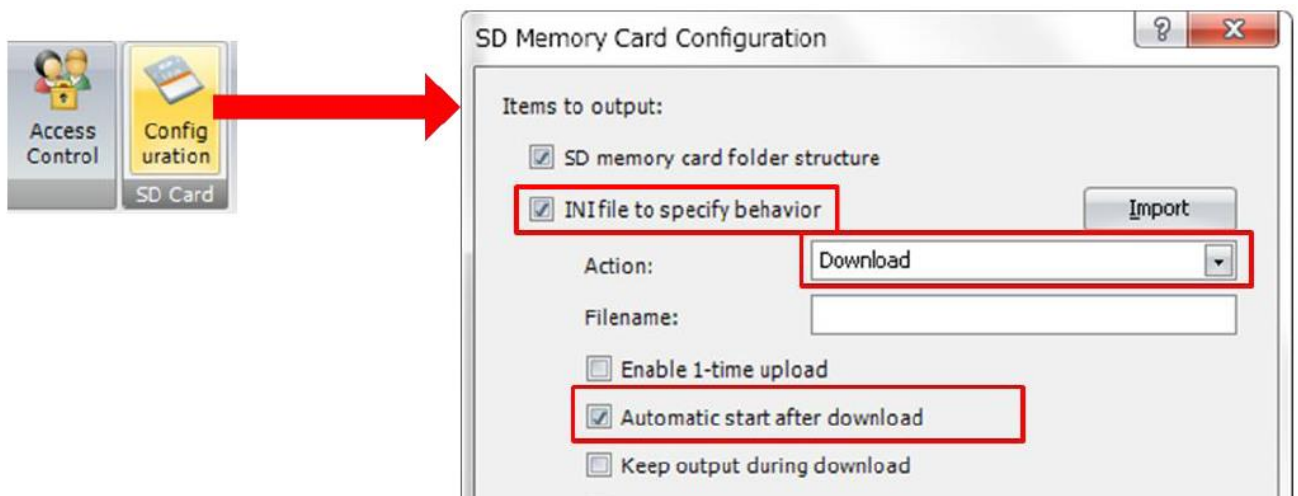 Access
Control
Config
uration
SD Card
SD Memory Card Configuration
?
Items to output:
SD memory card folder structure
INI file to specify behavior
Import
Action:
Download
Filename:
Enable 1-time upload
Automatic start after download
Keep output during download